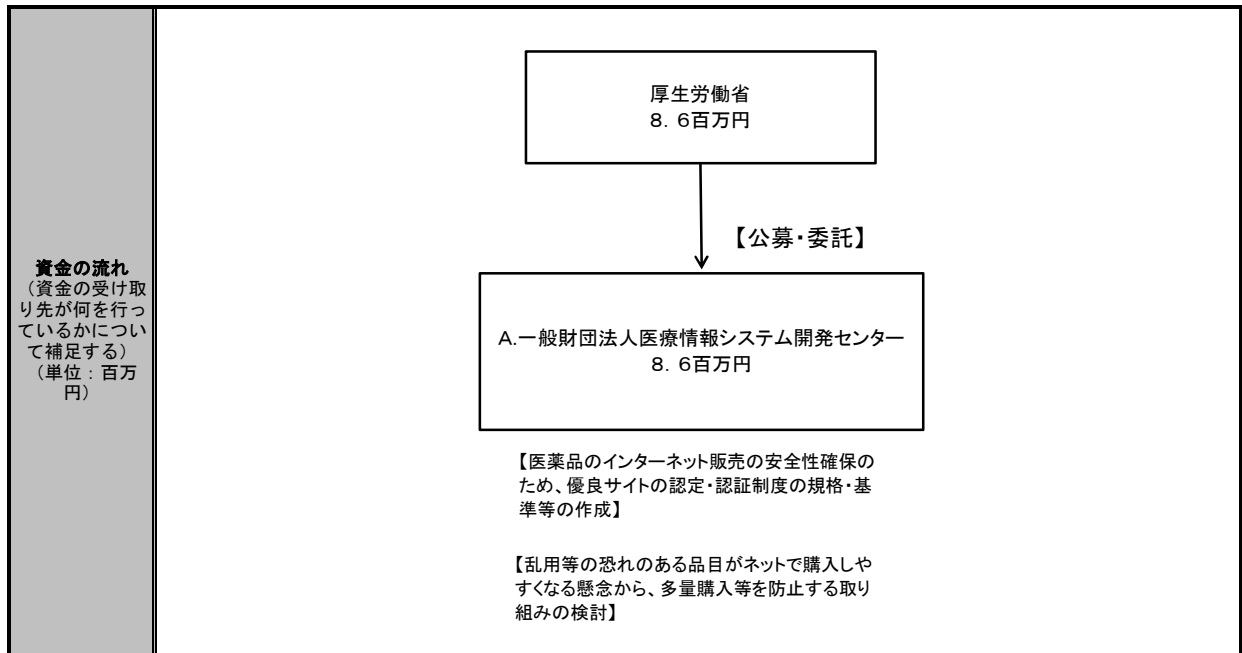 資金の流れ
（資金の受け取
り先が何を行っ
ているかについ
て補足する）
（単位：百万
円）
厚生労働省
８．６百万円
【公募・委託】
Ａ.一般財団法人医療情報システム開発センター
８．６百万円
【医薬品のインターネット販売の安全性確保の
ため、優良サイトの認定・認証制度の規格・基
準等の作成】
【乱用等の恐れのある品目がネットで購入しや
すくなる懸念から、多量購入等を防止する取り
組みの検討】